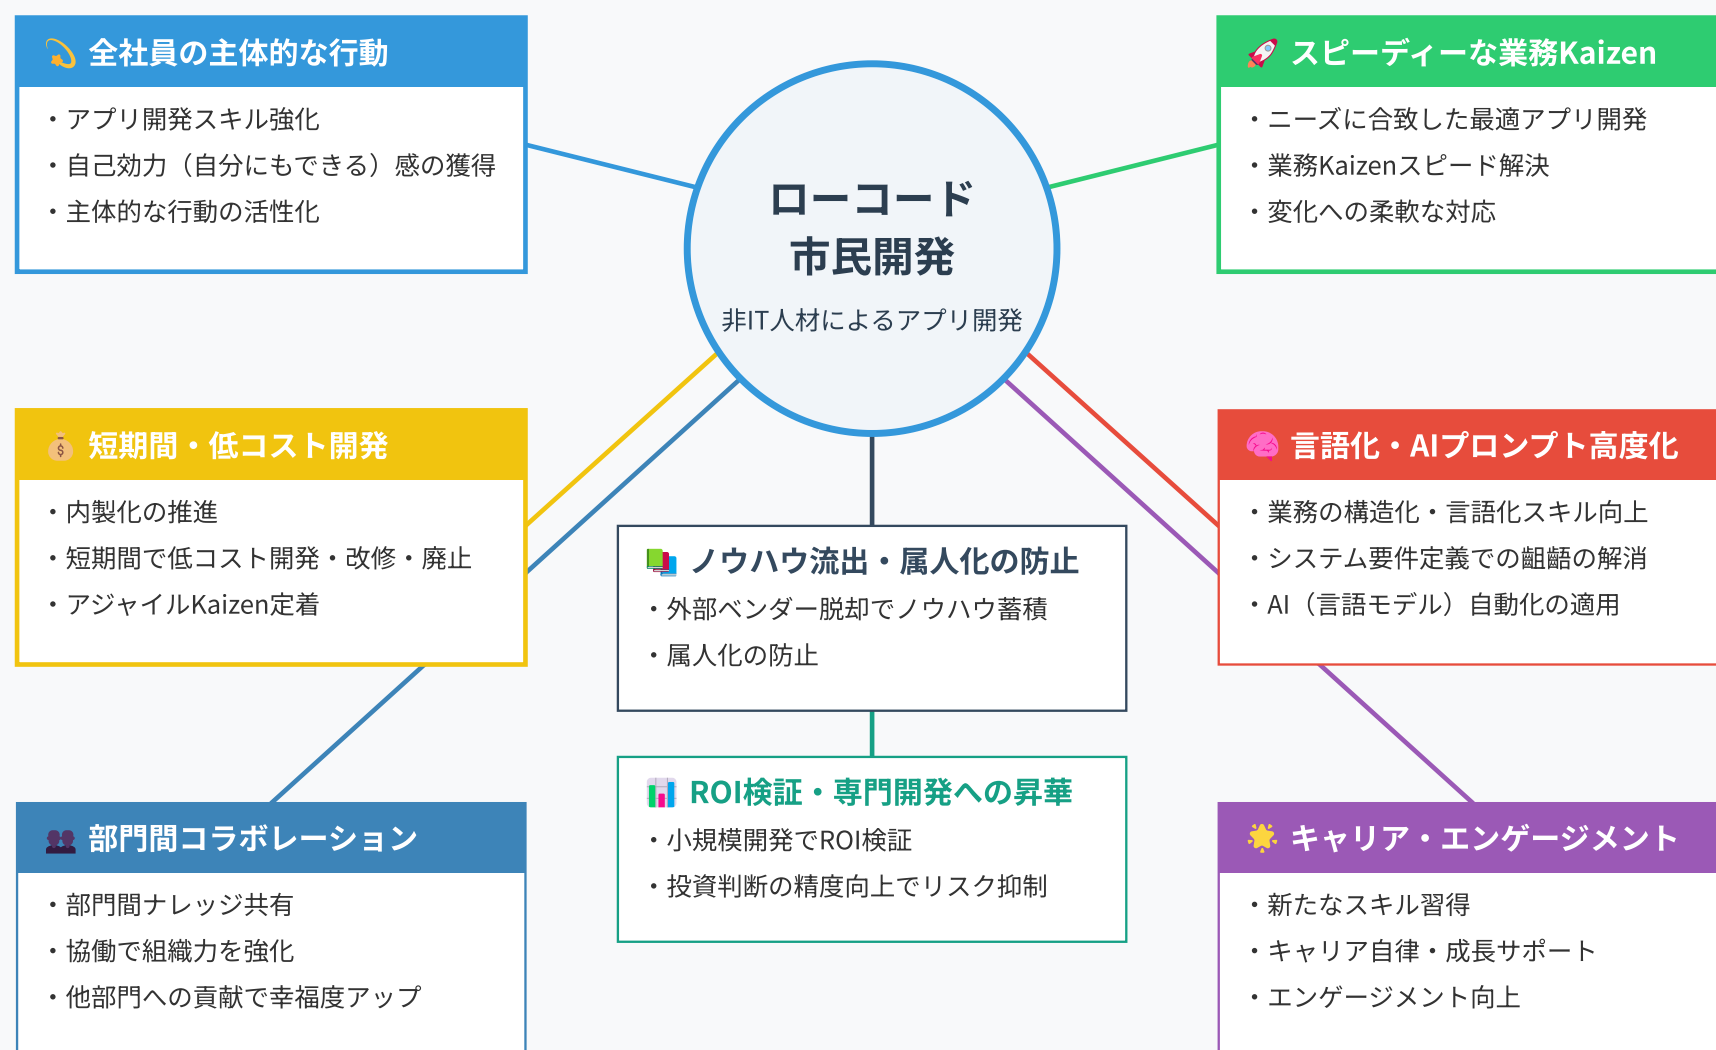 全社員の主体的な行動
・アプリ開発スキル強化
・自己効力（自分にもできる）感の獲得
・主体的な行動の活性化
ローコード
市民開発
非IT人材によるアプリ開発
スピーディーな業務Kaizen
・ニーズに合致した最適アプリ開発
・業務Kaizenスピード解決
・変化への柔軟な対応
短期間・低コスト開発
・内製化の推進
・短期間で低コスト開発・改修・廃止
・アジャイルKaizen定着
ノウハウ流出・属人化の防止
・外部ベンダー脱却でノウハウ蓄積
・属人化の防止
言語化・AIプロンプト高度化
・業務の構造化・言語化スキル向上
・システム要件定義での齟齬の解消
・AI（言語モデル）自動化の適用
部門間コラボレーション
・部門間ナレッジ共有
・協働で組織力を強化
・他部門への貢献で幸福度アップ
ROI検証・専門開発への昇華
・小規模開発でROI検証
・投資判断の精度向上でリスク抑制
キャリア・エンゲージメント
・新たなスキル習得
・キャリア自律・成長サポート
・エンゲージメント向上